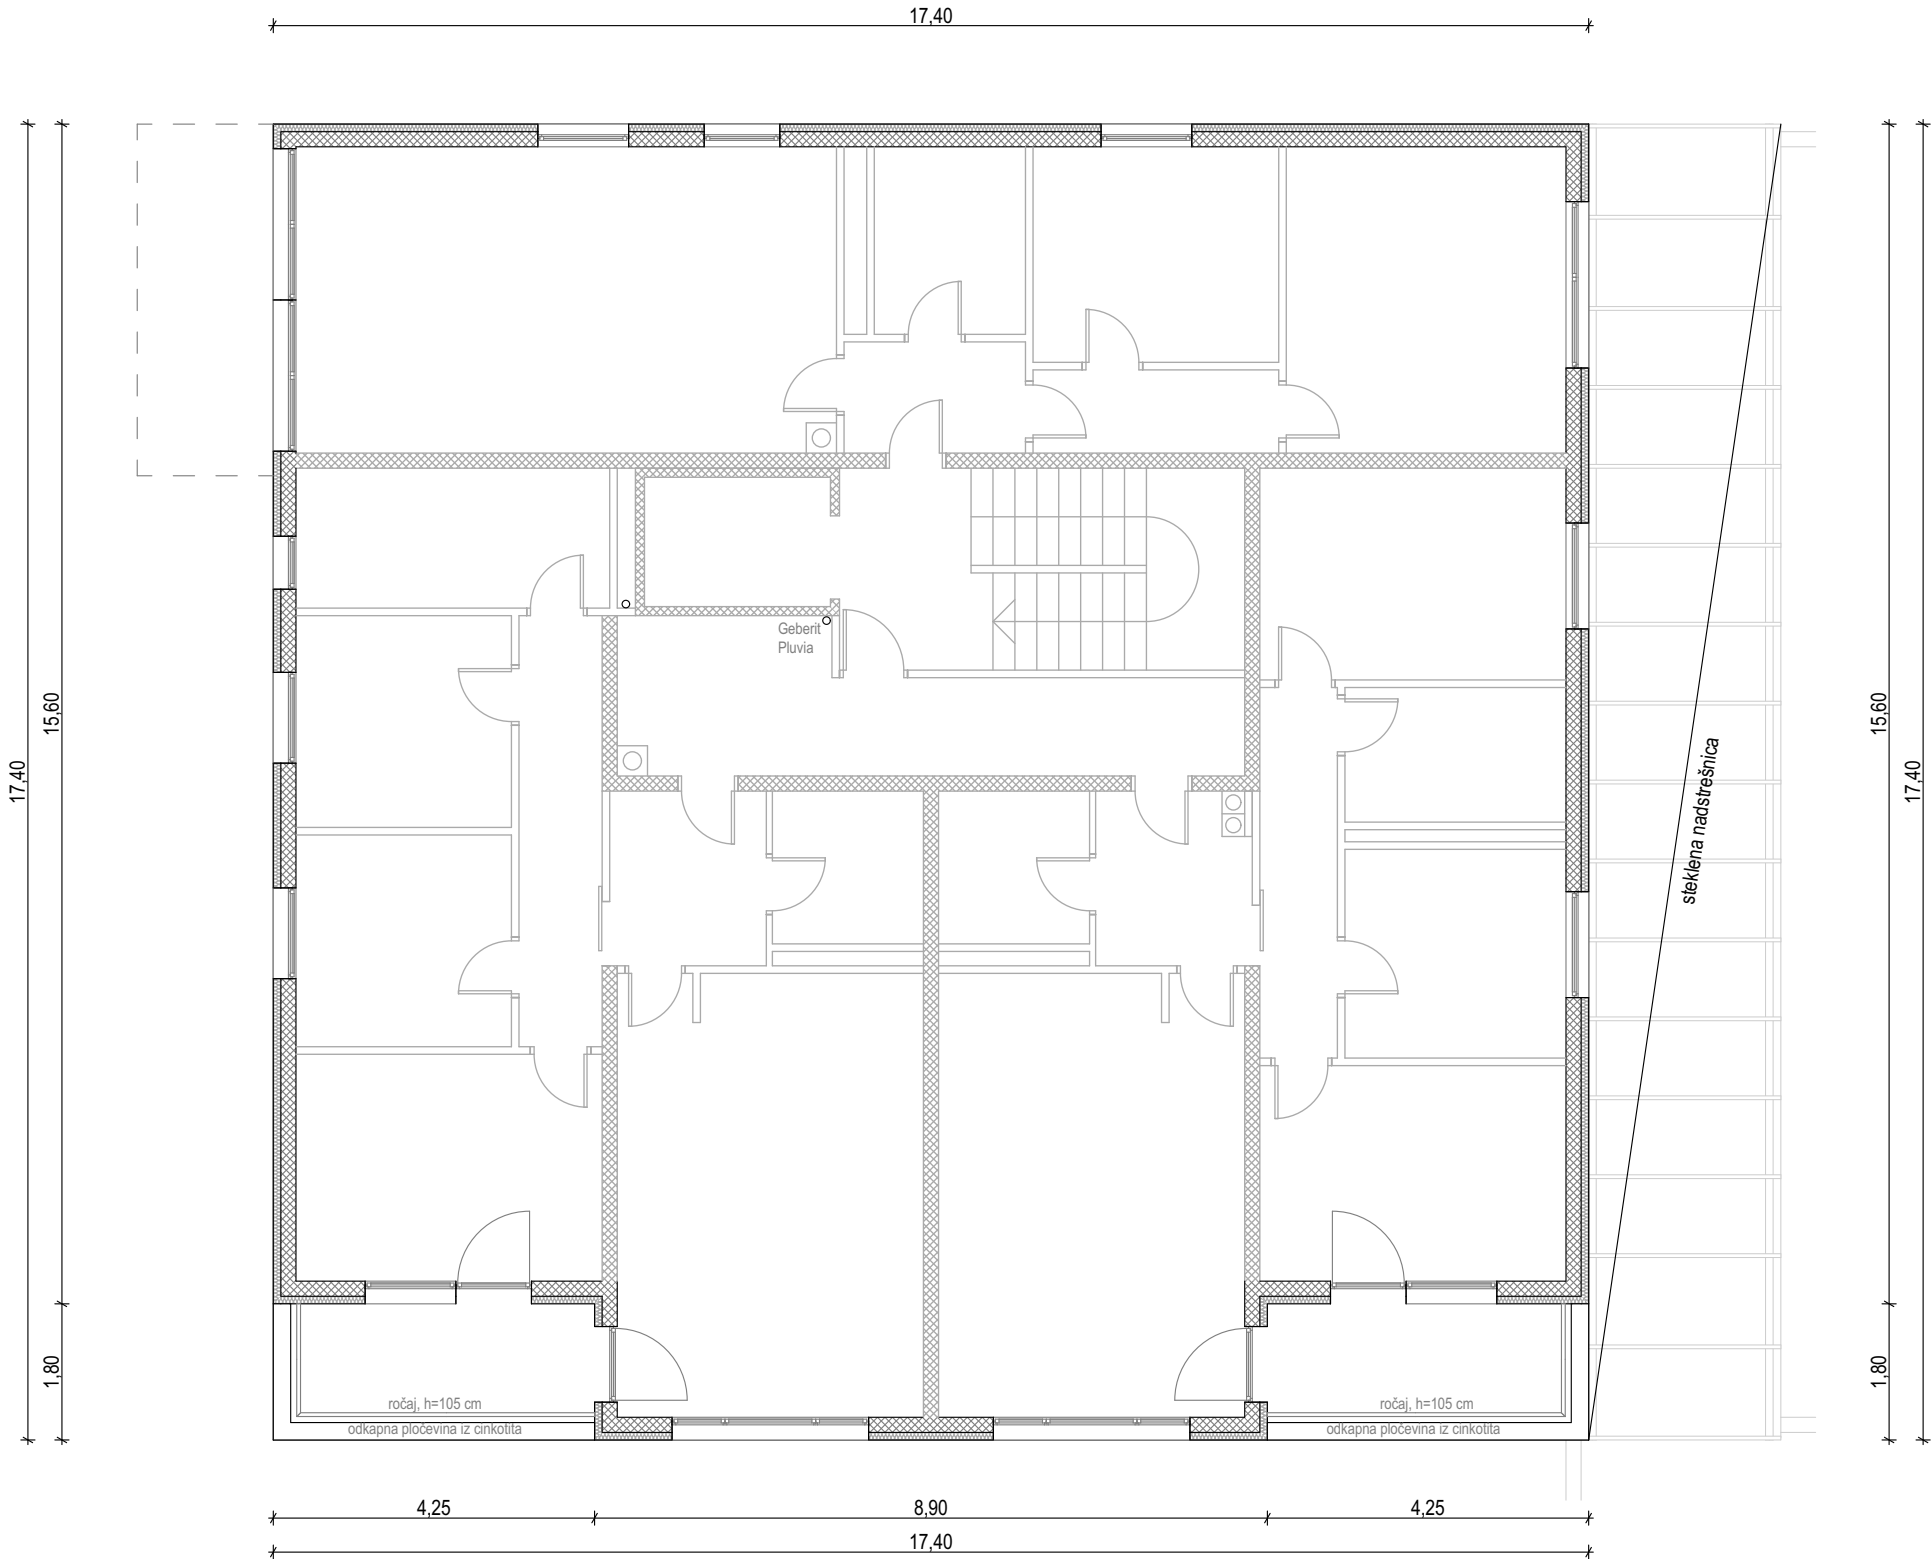 17,40
17,40
15,60
1,80
Geberit
Pluvia
steklena nadstrešnica
15,60
17,40
1,80
ročaj, h=105 cm
odkapna pločevina iz cinkotita
ročaj, h=105 cm
odkapna pločevina iz cinkotita
4,25
8,90
4,25
17,40